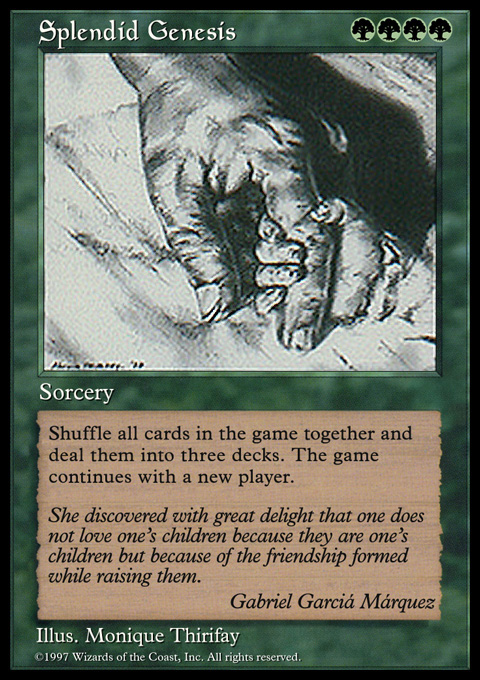 Splendid Genesis
Sorcery
Shuffle all cards in the game together and
deal them into three decks. The game
continues with a new player.
She discovered with great delight that one does
not love one's children because they are one's
children but because of the friendship formed
while raising them.
Gabriel Garciá Márquez
Illus. Monique Thirifay
©1997 Wizards of the Coast, Inc. All rights reserved.